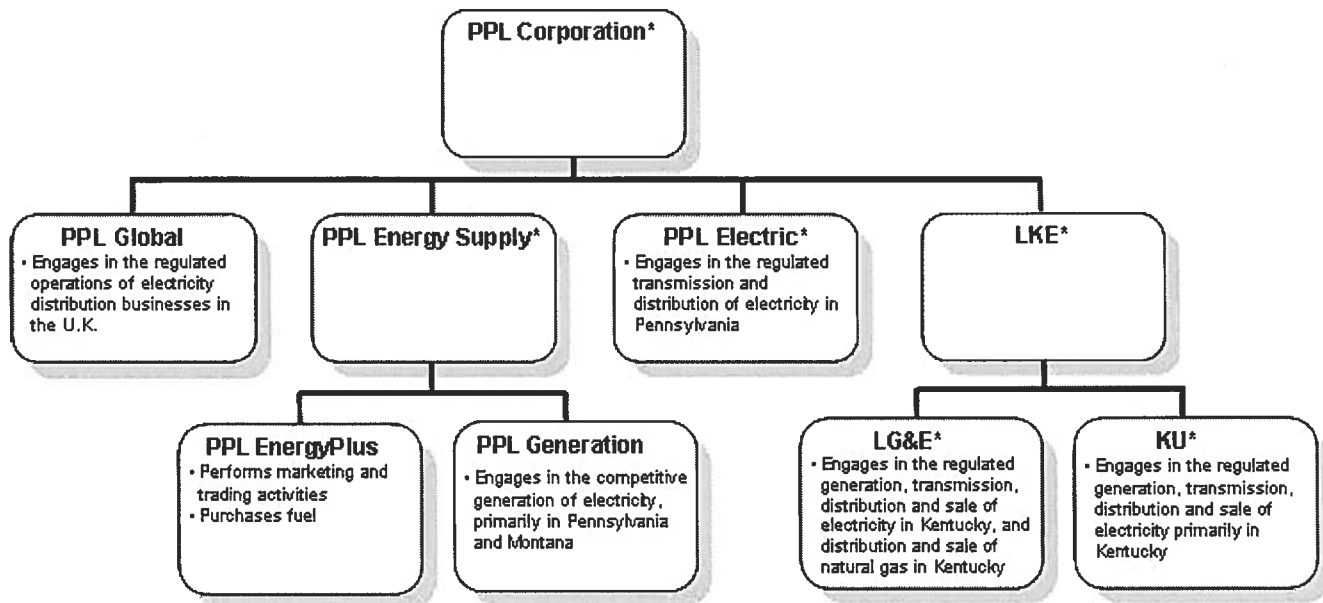 PPL Corporation*
PPL Global
• Engages in the regulated
operations of electricity
distribution businesses in
the U.K.
PPL Energy Supply*
PPL Electric*
• Engages in the regulated
transmission and
distribution of electricity in
Pennsylvania
LKE*
PPL EnergyPlus
• Performs marketing and
trading activities
• Purchases fuel
PPL Generation
• Engages in the competitive
generation of electricity,
primarily in Pennsylvania
and Montana
LG&E*
• Engages in the regulated
generation, transmission,
distribution and sale of
electricity in Kentucky, and
distribution and sale of
natural gas in Kentucky
KU*
• Engages in the regulated
generation, transmission,
distribution and sale of
electricity primarily in
Kentucky